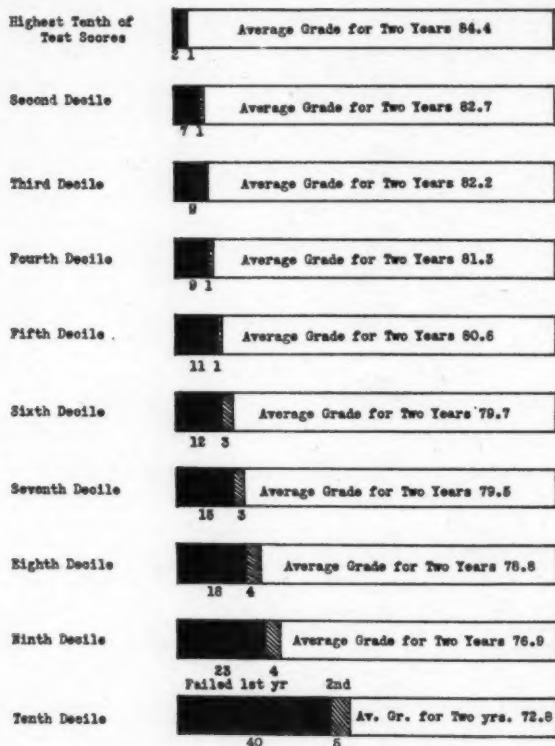 Highest Tenth of
Test Scores
Average Grade for Two Years 84.4
2 1
Second Decile
Average Grade for Two Years 82.7
7 1
Third Decile
Average Grade for Two Years 82.2
9
Fourth Decile
Average Grade for Two Years 81.3
9 1
Fifth Decile
Average Grade for Two Years 80.6
11 1
Sixth Decile
Average Grade for Two Years 79.7
12 3
Seventh Decile
Average Grade for Two Years 79.5
15 3
Eighth Decile
Average Grade for Two Years 78.8
18 4
Ninth Decile
Average Grade for Two Years 76.9
23 4
Failed 1st yr 2nd
Tenth Decile
Av. Gr. for Two yrs. 72.8
40 5